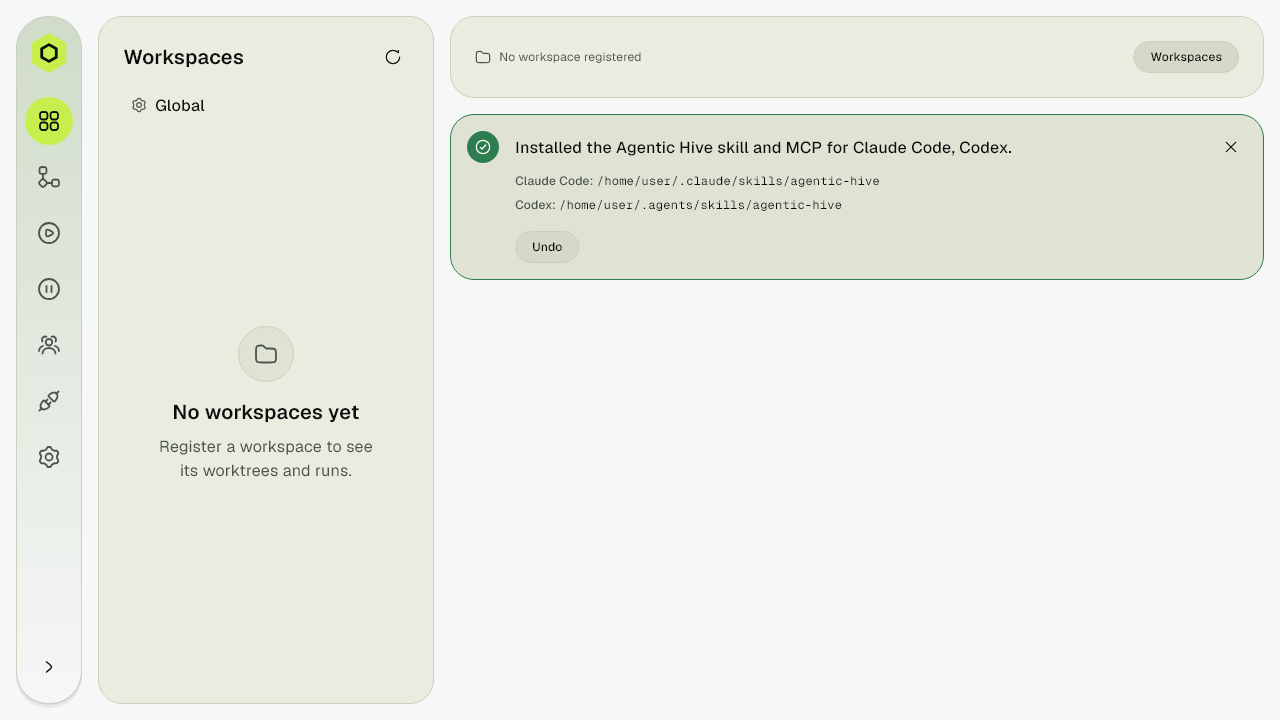 Workspaces
Global
No workspaces yet
Register a workspace to see
its worktrees and runs.
No workspace registered
Workspaces
Installed the Agentic Hive skill and MCP for Claude Code, Codex.
Claude Code: /home/user/.claude/skills/agentic-hive
Codex: /home/user/.agents/skills/agentic-hive
Undo